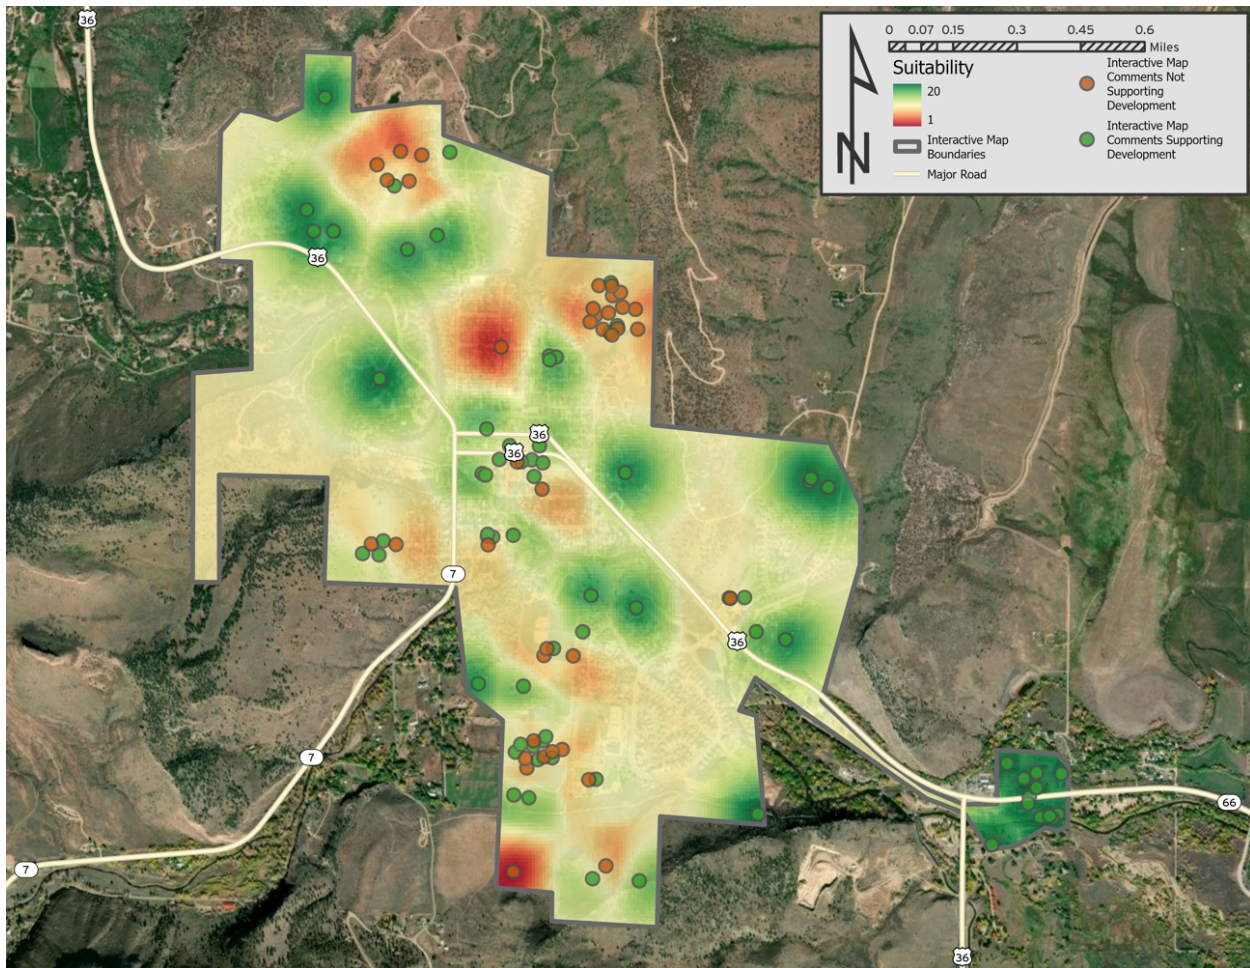 36
0 0.07 0.15 0.3 0.45 0.6
Miles
Suitability
20
1
Interactive Map
Boundaries
Major Road
Interactive Map
Comments Not
Supporting
Development
Interactive Map
Comments Supporting
Development
N
36
36
36
7
36
7
66
7
36